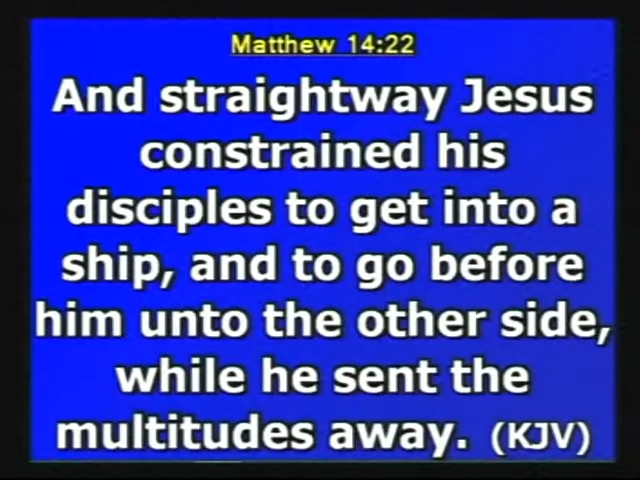 Matthew 14:22
And straightway Jesus
constrained his
disciples to get into a
ship, and to go before
him unto the other side,
while he sent the
multitudes away. (KJV)